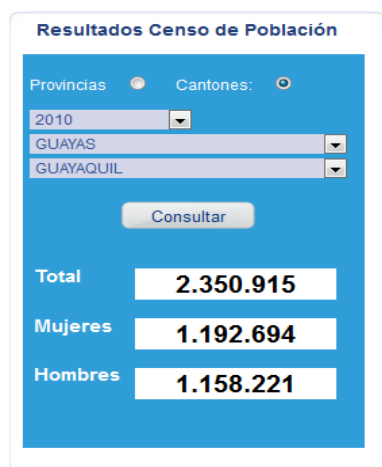 Resultados Censo de Población
Provincias Cantones:
2010
GUAYAS
GUAYAQUIL
Consultar
Total 2.350.915
Mujeres 1.192.694
Hombres 1.158.221